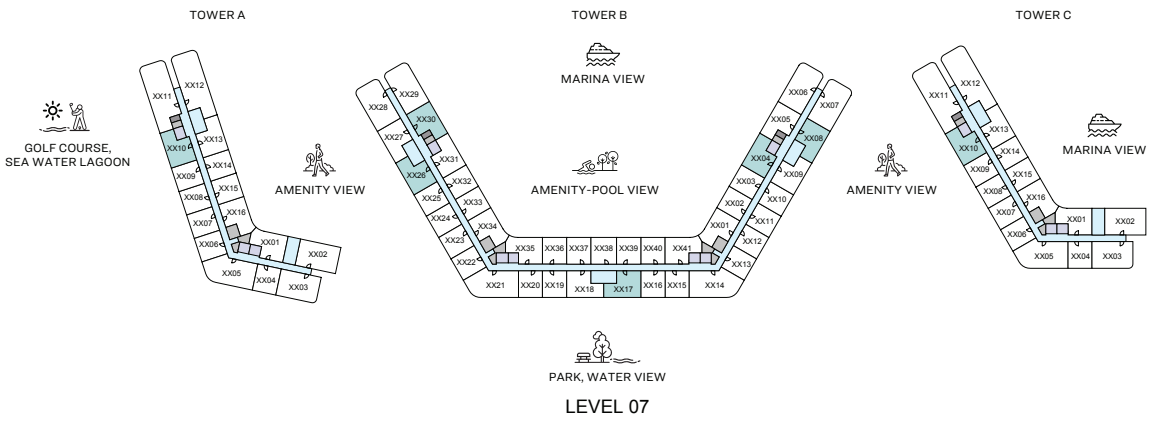 TOWER A
TOWER B
TOWER C
MARINA VIEW
GOLF COURSE,
SEA WATER LAGOON
AMENITY VIEW
AMENITY-POOL VIEW
AMENITY VIEW
MARINA VIEW
PARK, WATER VIEW
LEVEL 07
XX11
XX12
XX10
XX13
XX09
XX14
XX08
XX15
XX07
XX16
XX06
XX01
XX02
XX05
XX04
XX03
XX28
XX29
XX30
XX27
XX31
XX26
XX32
XX25
XX33
XX24
XX34
XX23
XX22
XX35
XX36
XX37
XX38
XX39
XX40
XX41
XX21
XX20
XX19
XX18
XX17
XX16
XX15
XX14
XX06
XX07
XX05
XX08
XX04
XX09
XX03
XX10
XX02
XX11
XX01
XX12
XX13
XX11
XX12
XX10
XX13
XX09
XX14
XX08
XX15
XX07
XX16
XX06
XX01
XX02
XX05
XX04
XX03